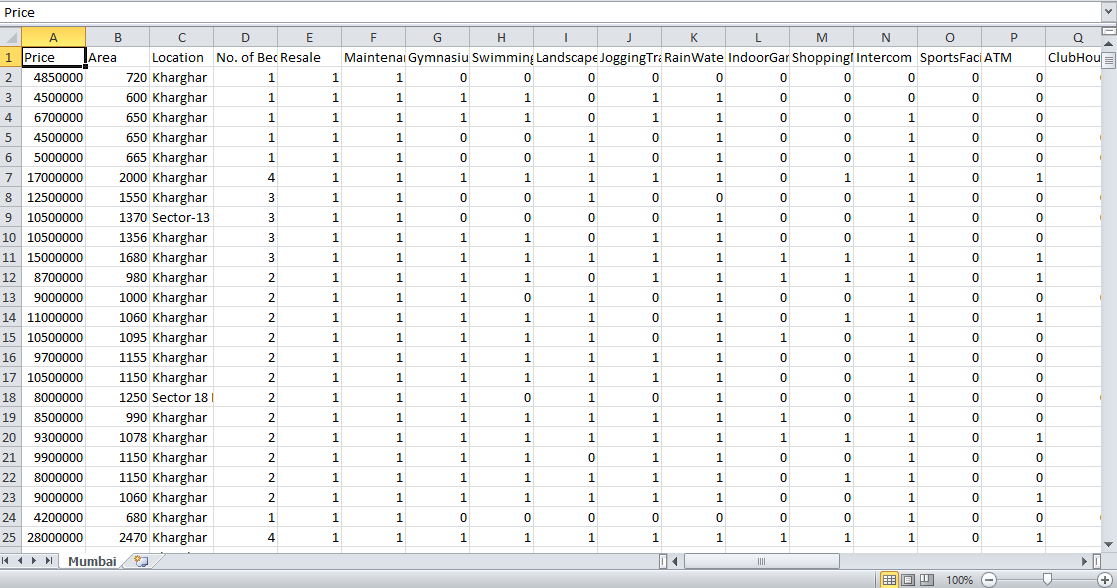 Price
A B C D E F G H I J K L M N O P Q
1 Price Area Location No. of Bed Resale Maintenan Gymnasiu Swimming Landscape JoggingTra RainWate IndoorGar ShoppingM Intercom SportsFaci ATM ClubHou
2 4850000 720 Kharghar 1 1 1 0 0 0 0 0 0 0 0 0 0
3 4500000 600 Kharghar 1 1 1 1 1 0 1 1 0 0 0 0 0
4 6700000 650 Kharghar 1 1 1 1 1 0 1 1 0 0 1 0 0
5 4500000 650 Kharghar 1 1 1 0 0 1 0 1 0 0 1 0 0
6 5000000 665 Kharghar 1 1 1 0 0 1 0 1 0 0 1 0 0
7 17000000 2000 Kharghar 4 1 1 1 1 1 1 1 0 1 1 0 1
8 12500000 1550 Kharghar 3 1 1 0 0 1 0 0 0 0 1 0 0
9 10500000 1370 Sector-13 3 1 1 0 0 0 0 1 0 0 1 0 0
10 10500000 1356 Kharghar 3 1 1 1 1 0 1 1 0 0 1 0 0
11 15000000 1680 Kharghar 3 1 1 1 1 1 1 1 1 1 1 0 1
12 8700000 980 Kharghar 2 1 1 1 1 0 1 1 1 1 1 0 1
13 9000000 1000 Kharghar 2 1 1 1 0 1 0 1 0 0 1 0 0
14 11000000 1060 Kharghar 2 1 1 1 1 1 0 1 0 1 1 0 1
15 10500000 1095 Kharghar 2 1 1 1 1 1 0 1 1 0 1 0 0
16 9700000 1155 Kharghar 2 1 1 1 1 1 1 1 0 0 1 0 0
17 10500000 1150 Kharghar 2 1 1 1 1 1 1 1 0 0 1 0 0
18 8000000 1250 Sector 18 2 1 1 1 0 1 0 1 0 0 1 0 0
19 8500000 990 Kharghar 2 1 1 1 1 1 1 1 1 0 1 0 0
20 9300000 1078 Kharghar 2 1 1 1 1 1 1 1 1 1 1 0 1
21 9900000 1150 Kharghar 2 1 1 1 1 0 1 1 0 0 1 0 0
22 8000000 1150 Kharghar 2 1 1 1 1 1 1 1 0 1 1 0 0
23 9000000 1060 Kharghar 2 1 1 1 1 1 1 1 0 0 1 0 1
24 4200000 680 Kharghar 1 1 1 0 0 0 0 0 0 0 1 0 0
25 28000000 2470 Kharghar 4 1 1 1 1 1 1 1 0 1 1 0 1
Mumbai
100%